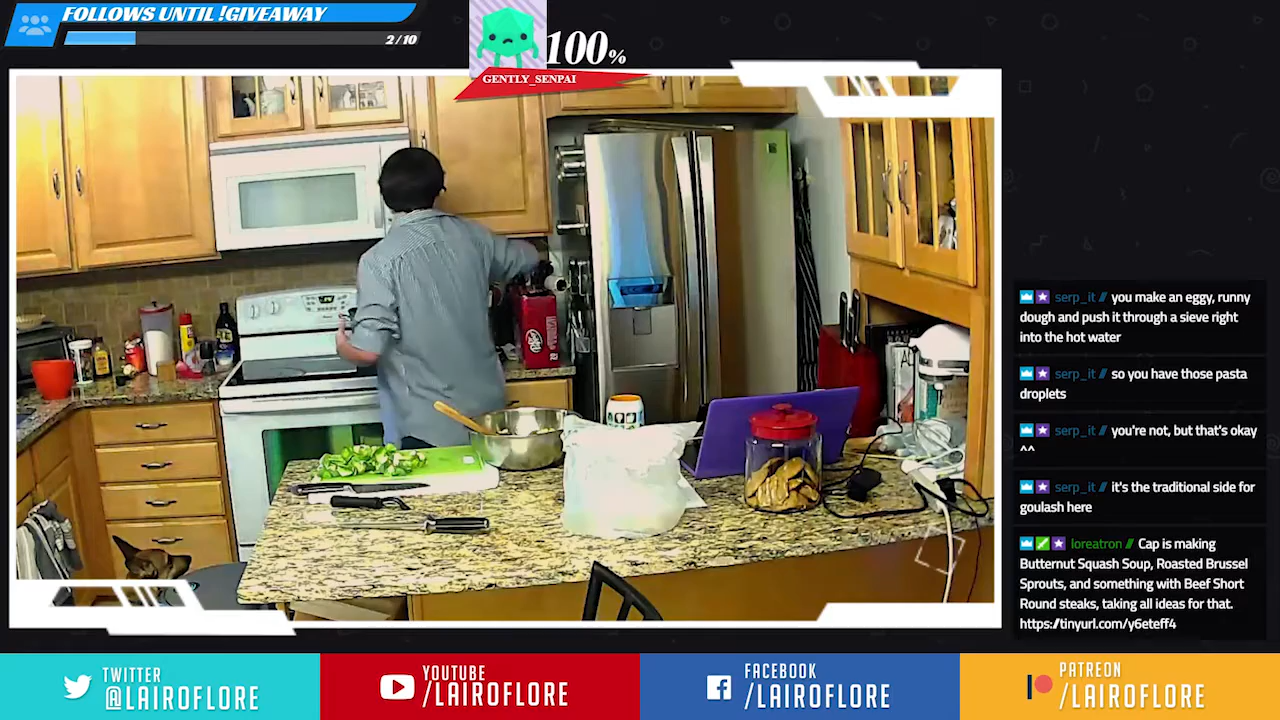 FOLLOWS UNTIL !GIVEAWAY
2/10
100%
GENTLY_SENPAI
serp_it // you make an eggy, runny
dough and push it through a sieve right
into the hot water
serp_it // so you have those pasta
droplets
serp_it // you're not, but that's okay
^^
serp_it // it's the traditional side for
goulash here
loreatron // Cap is making
Butternut Squash Soup, Roasted Brussel
Sprouts, and something with Beef Short
Round steaks, taking all ideas for that.
https://tinyurl.com/y6eteff4
TWITTER
@LAIROFLORE
YOUTUBE
/LAIROFLORE
FACEBOOK
/LAIROFLORE
PATREON
/LAIROFLORE